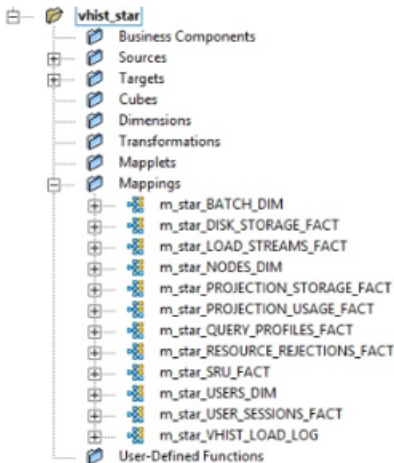 vhist_star
Business Components
Sources
Targets
Cubes
Dimensions
Transformations
Mapplets
Mappings
m_star_BATCH_DIM
m_star_DISK_STORAGE_FACT
m_star_LOAD_STREAMS_FACT
m_star_NODES_DIM
m_star_PROJECTION_STORAGE_FACT
m_star_PROJECTION_USAGE_FACT
m_star_QUERY_PROFILES_FACT
m_star_RESOURCE_REJECTIONS_FACT
m_star_SRU_FACT
m_star_USERS_DIM
m_star_USER_SESSIONS_FACT
m_star_VHIST_LOAD_LOG
User-Defined Functions